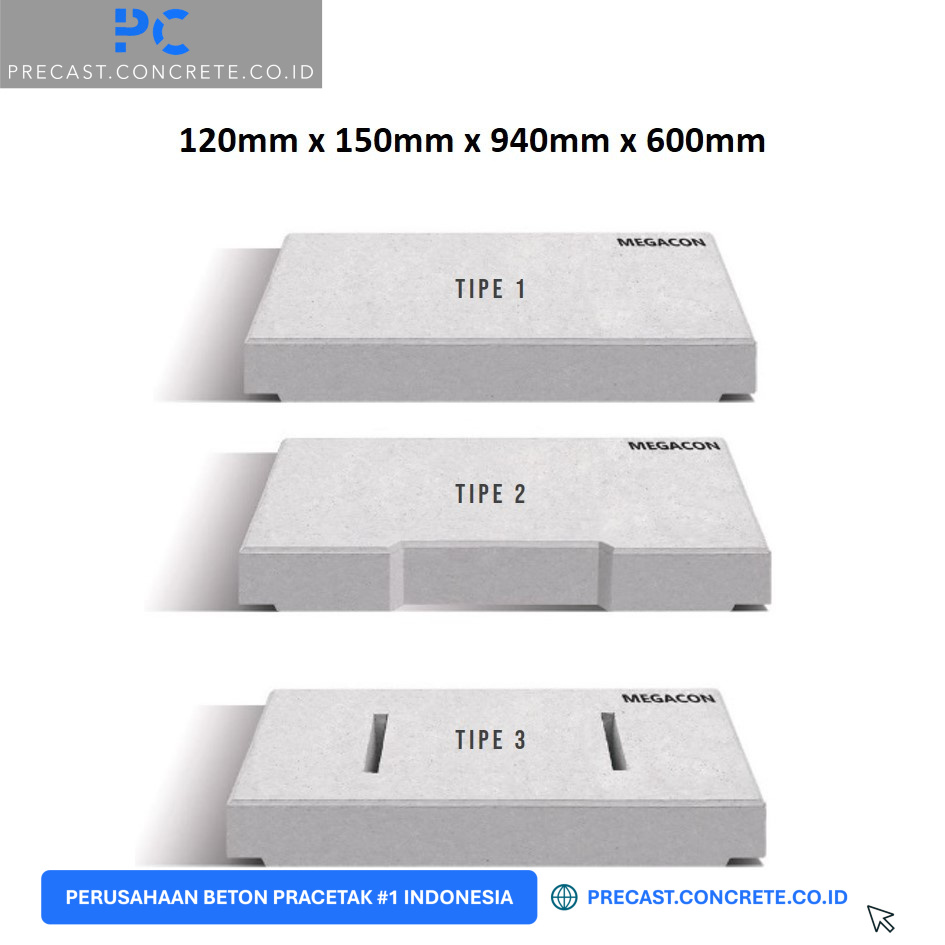 PC
PRECAST.CONCRETE.CO.ID
120mm x 150mm x 940mm x 600mm
MEGACON
TIPE 1
MEGACON
TIPE 2
MEGACON
TIPE 3
PERUSAHAAN BETON PRACETAK #1 INDONESIA
PRECAST.CONCRETE.CO.ID